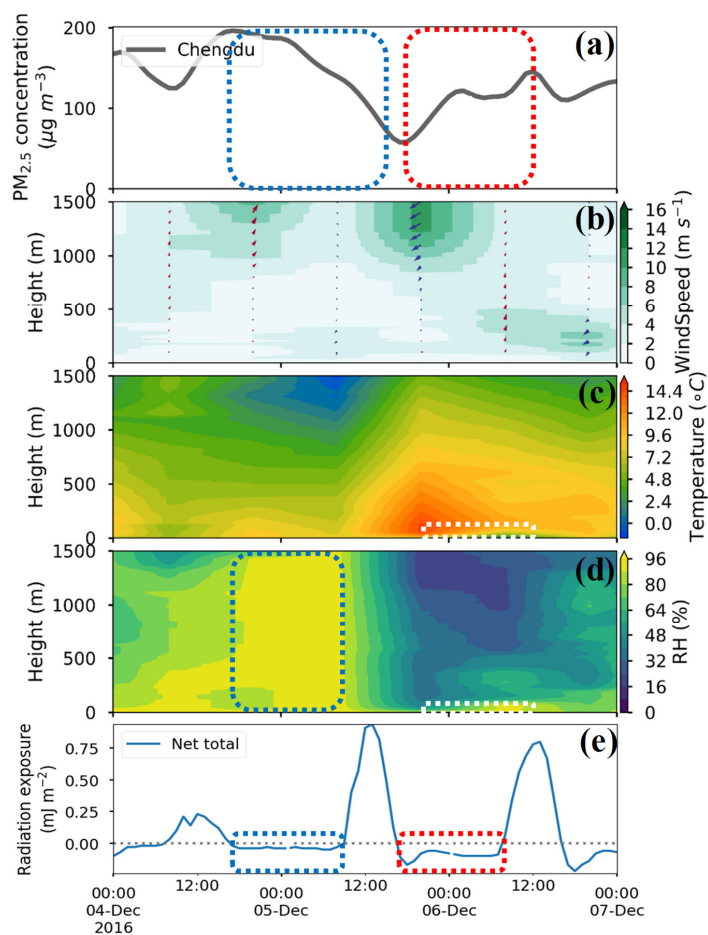 200
100
0
PM2.5 concentration
(μg m−3)
Chengdu
(a)
1500
1000
500
0
Height (m)
(b)
16
14
12
10
8
6
4
2
0
WindSpeed (m s−1)
1500
1000
500
0
Height (m)
(c)
14.4
12.0
9.6
7.2
4.8
2.4
0.0
Temperature (∘C)
1500
1000
500
0
Height (m)
(d)
96
80
64
48
32
16
0
RH (%)
0.75
0.50
0.25
0.00
Radiation exposure
(mJ m−2)
Net total
(e)
00:00 12:00 00:00 12:00 00:00 12:00 00:00
04-Dec 05-Dec 06-Dec 07-Dec
2016